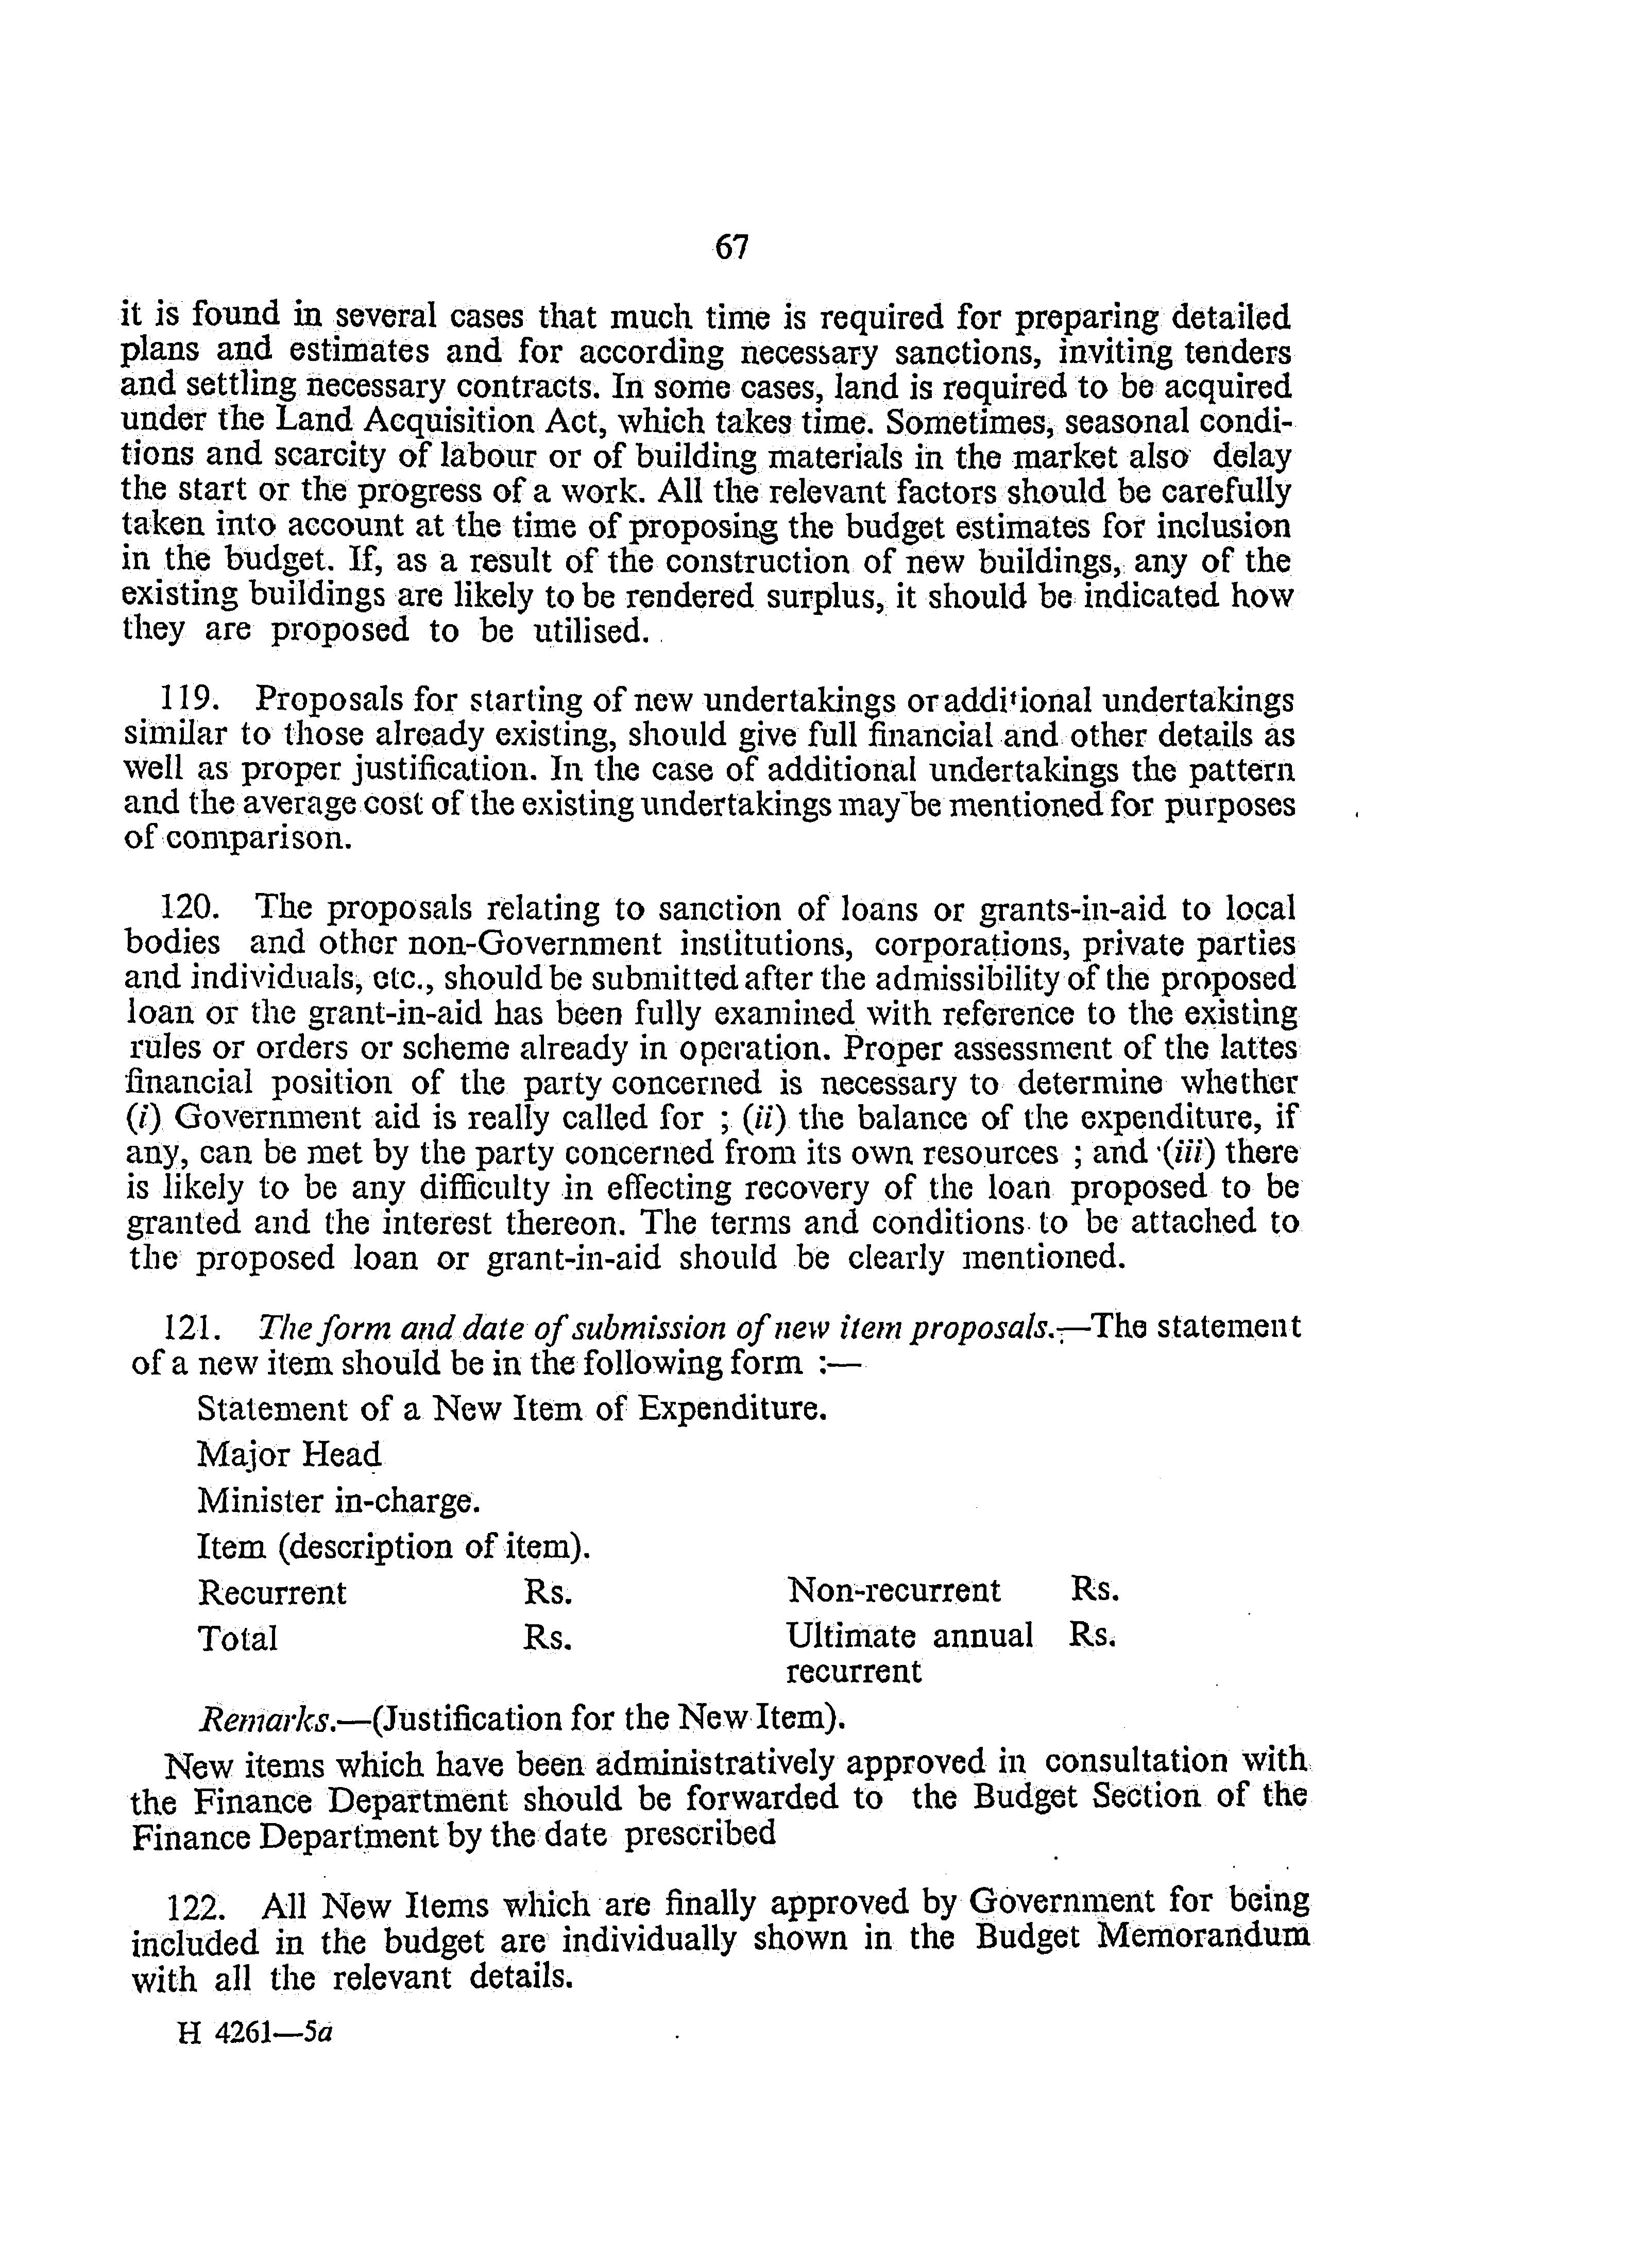 67
it is found in several cases that much time is required for preparing detailed
plans and estimates and for according necessary sanctions, inviting tenders
and settling necessary contracts. In some cases, land is required to be acquired
under the Land Acquisition Act, which takes time. Sometimes, seasonal condi-
tions and scarcity of labour or of building materials in the market also delay
the start or the progress of a work. All the relevant factors should be carefully
taken into account at the time of proposing the budget estimates for inclusion
in the budget. If, as a result of the construction of new buildings, any of the
existing buildings are likely to be rendered surplus, it should be indicated how
they are proposed to be utilised.
119. Proposals for starting of new undertakings or additional undertakings
similar to those already existing, should give full financial and other details as
well as proper justification. In the case of additional undertakings the pattern
and the average cost of the existing undertakings may be mentioned for purposes
of comparison.
120. The proposals relating to sanction of loans or grants-in-aid to local
bodies and other non-Government institutions, corporations, private parties
and individuals, etc., should be submitted after the admissibility of the proposed
loan or the grant-in-aid has been fully examined with reference to the existing
rules or orders or scheme already in operation. Proper assessment of the lattes
financial position of the party concerned is necessary to determine whether
(i) Government aid is really called for ; (ii) the balance of the expenditure, if
any, can be met by the party concerned from its own resources ; and (iii) there
is likely to be any difficulty in effecting recovery of the loan proposed to be
granted and the interest thereon. The terms and conditions to be attached to
the proposed loan or grant-in-aid should be clearly mentioned.
121. The form and date of submission of new item proposals.—The statement
of a new item should be in the following form :—
Statement of a New Item of Expenditure.
Major Head
Minister in-charge.
Item (description of item).
Recurrent Rs. Non-recurrent Rs.
Total Rs. Ultimate annual Rs.
recurrent
Remarks.—(Justification for the New Item).
New items which have been administratively approved in consultation with
the Finance Department should be forwarded to the Budget Section of the
Finance Department by the date prescribed
122. All New Items which are finally approved by Government for being
included in the budget are individually shown in the Budget Memorandum
with all the relevant details.
H 4261—5a